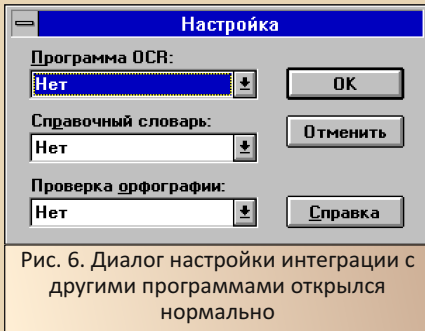 Настройка
Программа OCR:
Нет
OK
Справочный словарь:
Нет
Отменить
Проверка орфографии:
Нет
Справка
Рис. 6. Диалог настройки интеграции с
другими программами открылся
нормально